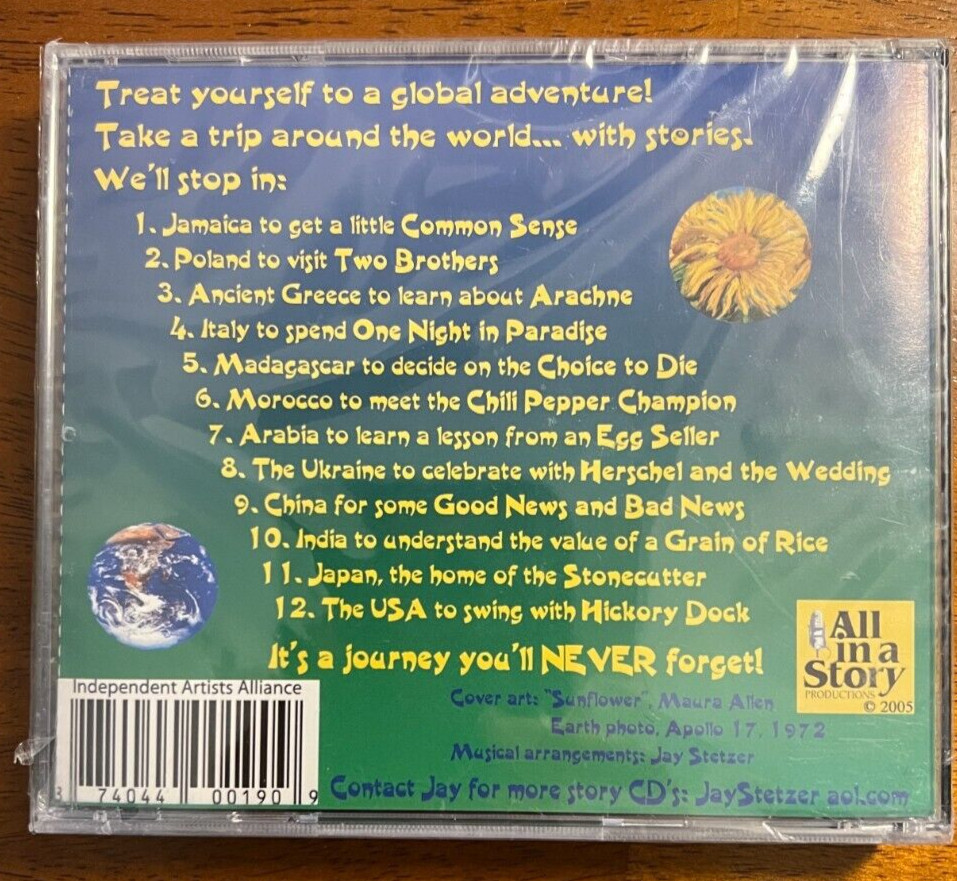 Treat yourself to a global adventure!
Take a trip around the world... with stories.
We'll stop in:
1. Jamaica to get a little Common Sense
2. Poland to visit Two Brothers
3. Ancient Greece to learn about Arachne
4. Italy to spend One Night in Paradise
5. Madagascar to decide on the Choice to Die
6. Morocco to meet the Chili Pepper Champion
7. Arabia to learn a lesson from an Egg Seller
8. The Ukraine to celebrate with Herschel and the Wedding
9. China for some Good News and Bad News
10. India to understand the value of a Grain of Rice
11. Japan, the home of the Stonecutter
12. The USA to swing with Hickory Dock
It's a journey you'll NEVER forget!
All
in a
Story
PRODUCTIONS
© 2005
Independent Artists Alliance
8 74044 00190 9
Cover art: "Sunflower", Maura Allen
Earth photo, Apollo 17, 1972
Musical arrangements: Jay Stetzer
Contact Jay for more story CD's: JayStetzer aol.com